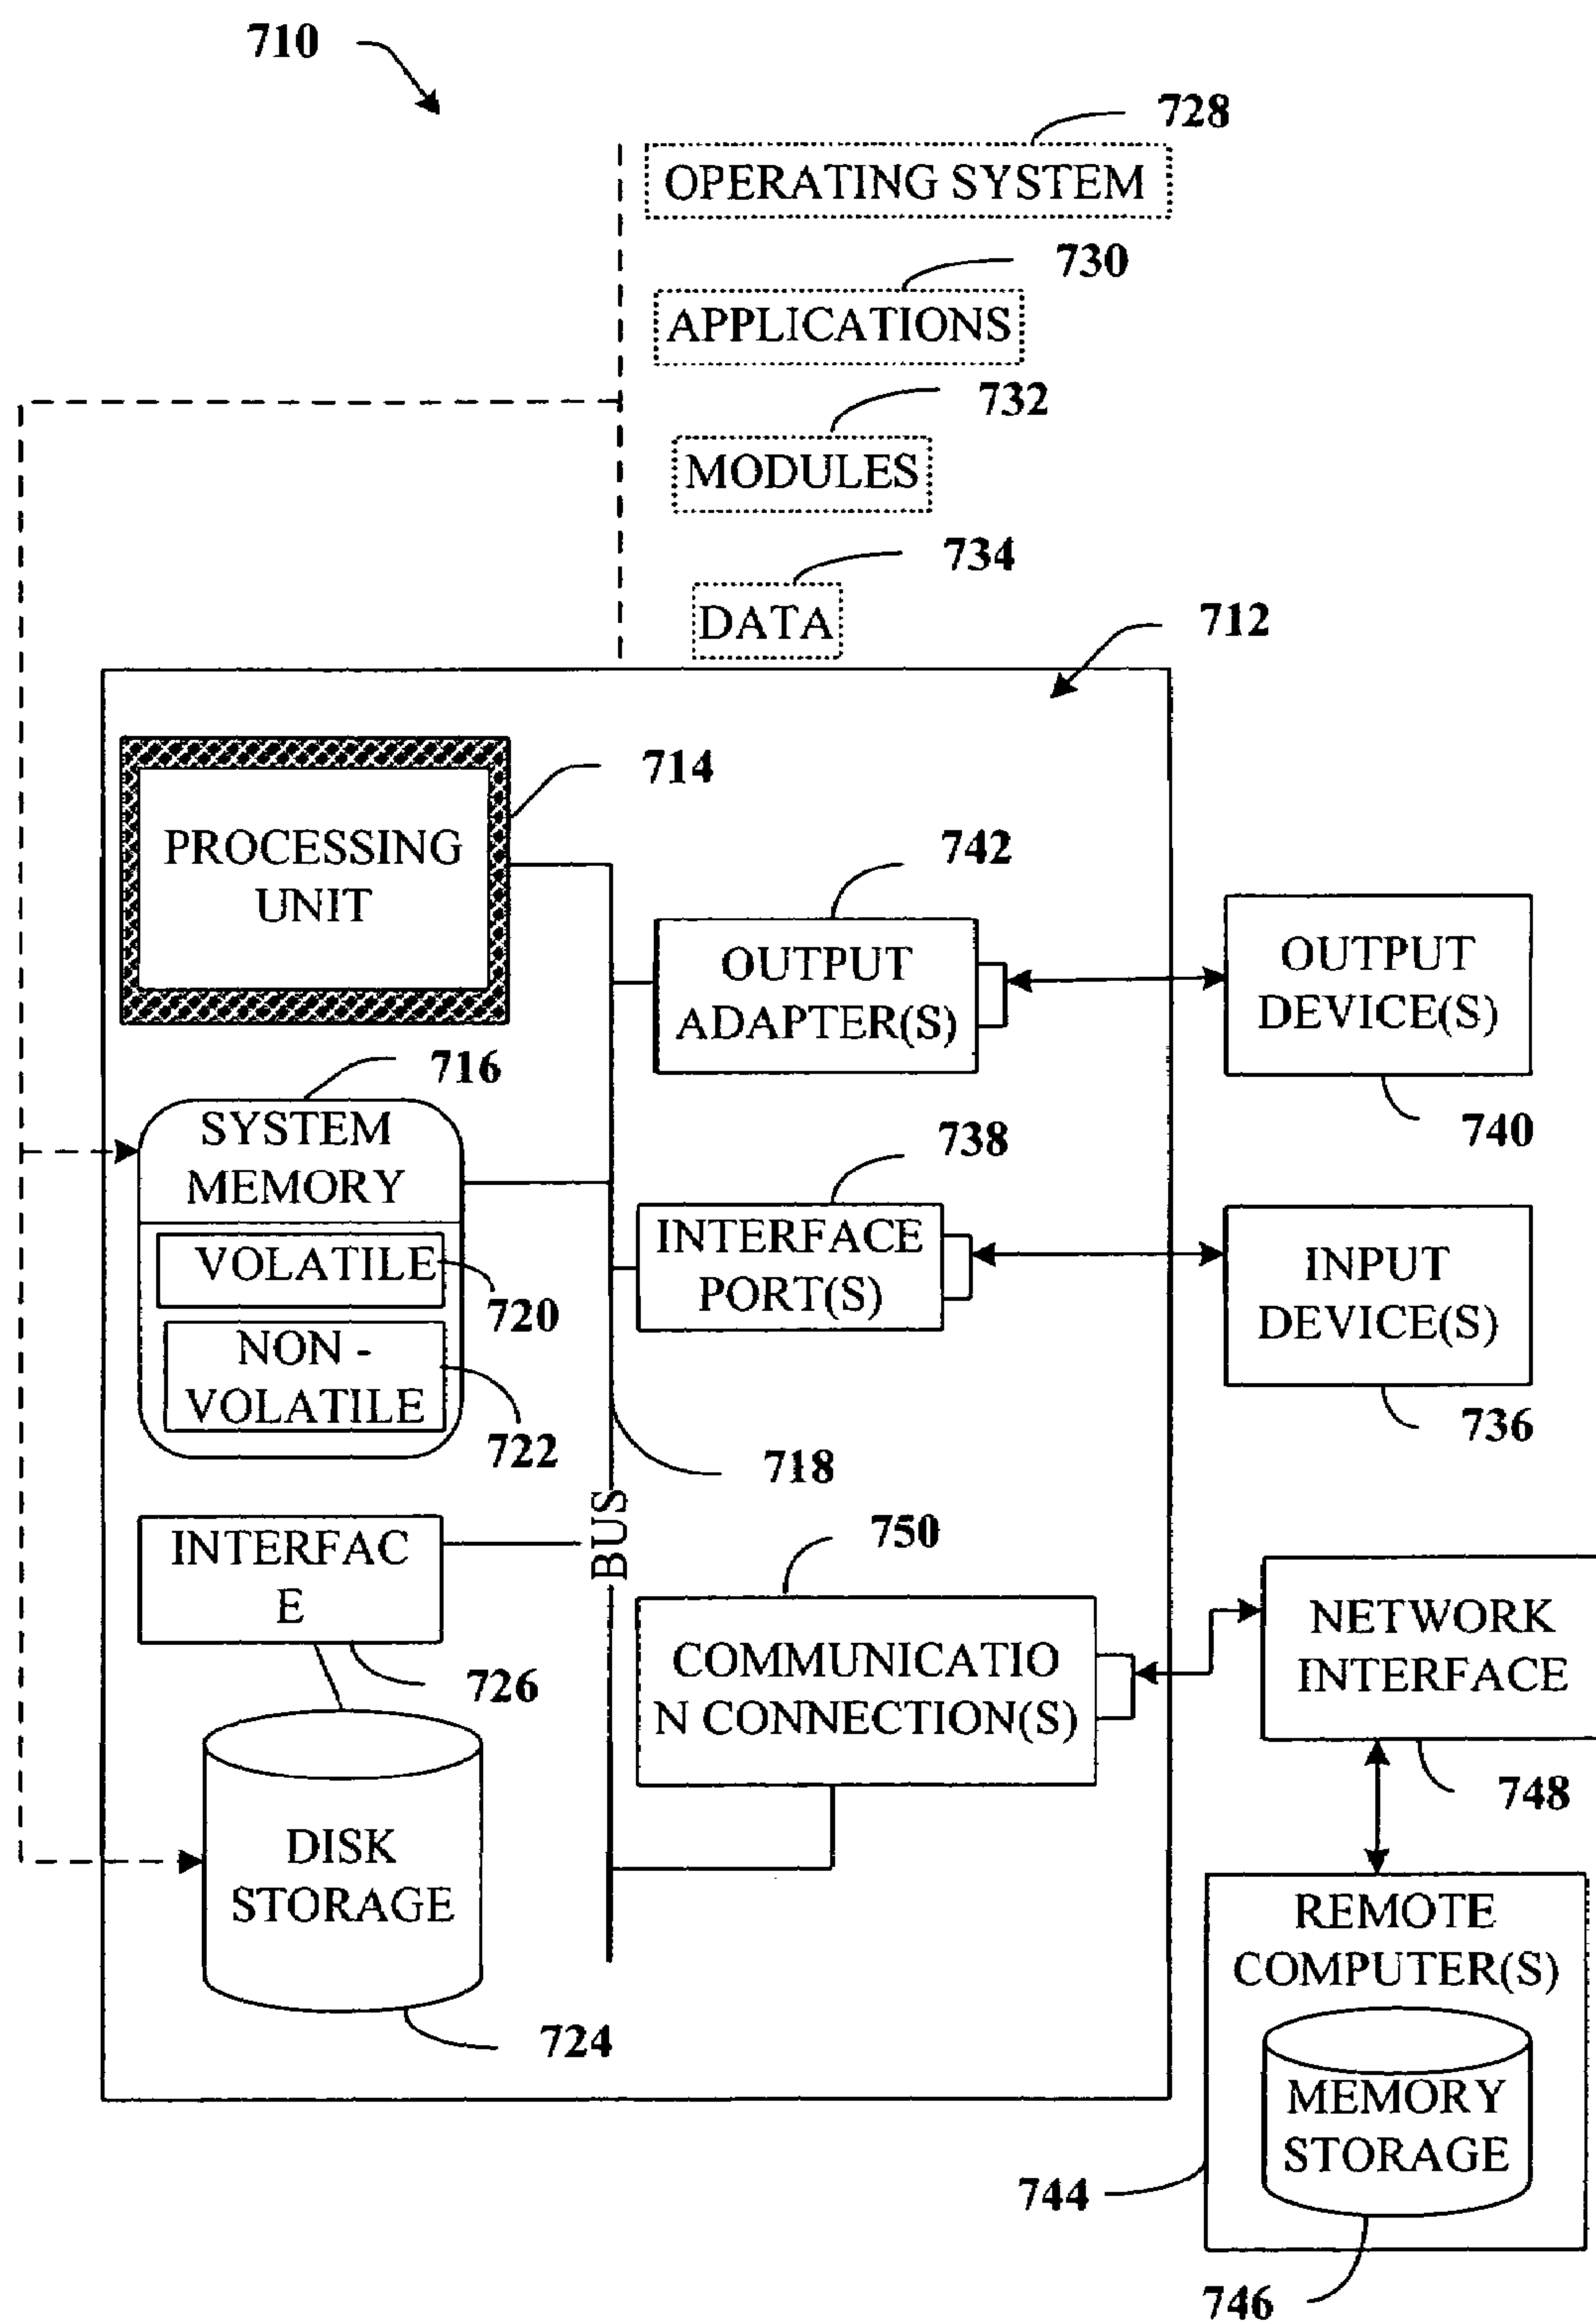 710
728
OPERATING SYSTEM
730
APPLICATIONS
732
MODULES
734
DATA
712
714
PROCESSING
UNIT
742
OUTPUT
ADAPTER(S)
OUTPUT
DEVICE(S)
740
716
SYSTEM
MEMORY
VOLATILE
720
NON -
VOLATILE
722
738
INTERFACE
PORT(S)
INPUT
DEVICE(S)
736
718
BUS
INTERFAC
E
726
750
COMMUNICATIO
N CONNECTION(S)
NETWORK
INTERFACE
748
DISK
STORAGE
724
REMOTE
COMPUTER(S)
MEMORY
STORAGE
744
746